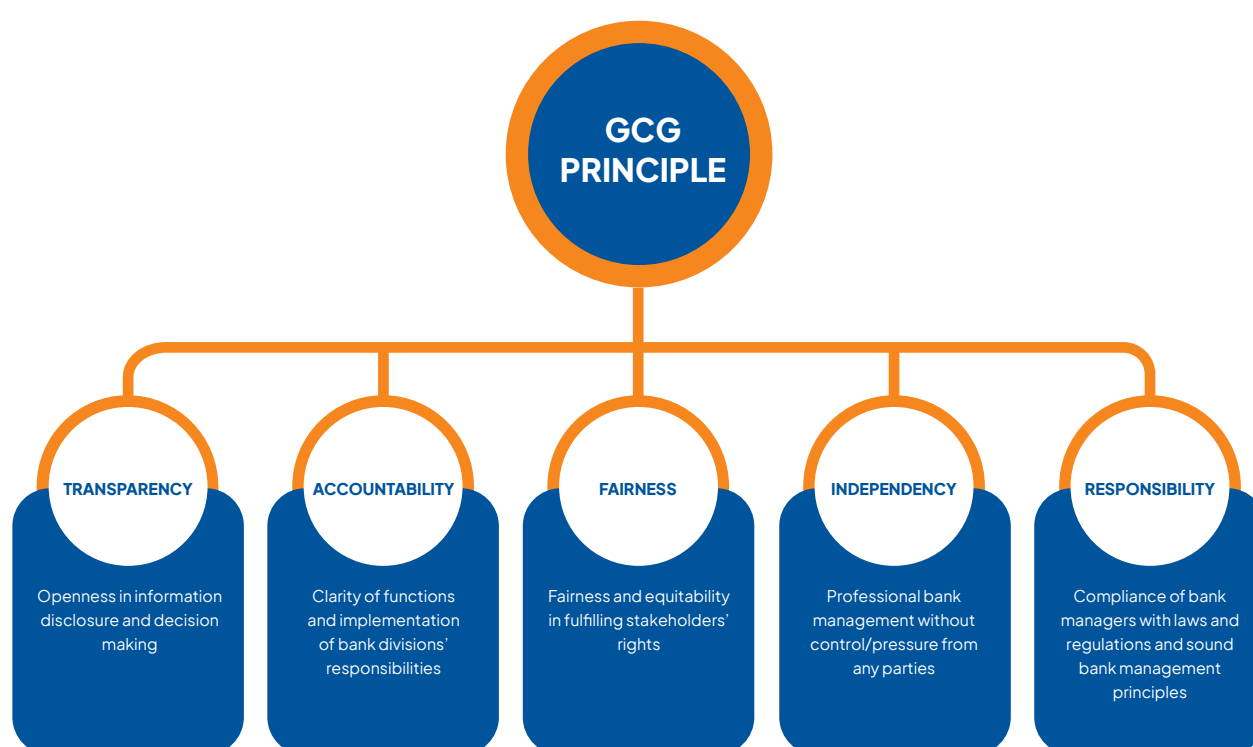 GCG
PRINCIPLE
TRANSPARENCY
Openness in information
disclosure and decision
making
ACCOUNTABILITY
Clarity of functions
and implementation
of bank divisions’
responsibilities
FAIRNESS
Fairness and equitability
in fulfilling stakeholders’
rights
INDEPENDENCY
Professional bank
management without
control/pressure from
any parties
RESPONSIBILITY
Compliance of bank
managers with laws and
regulations and sound
bank management
principles